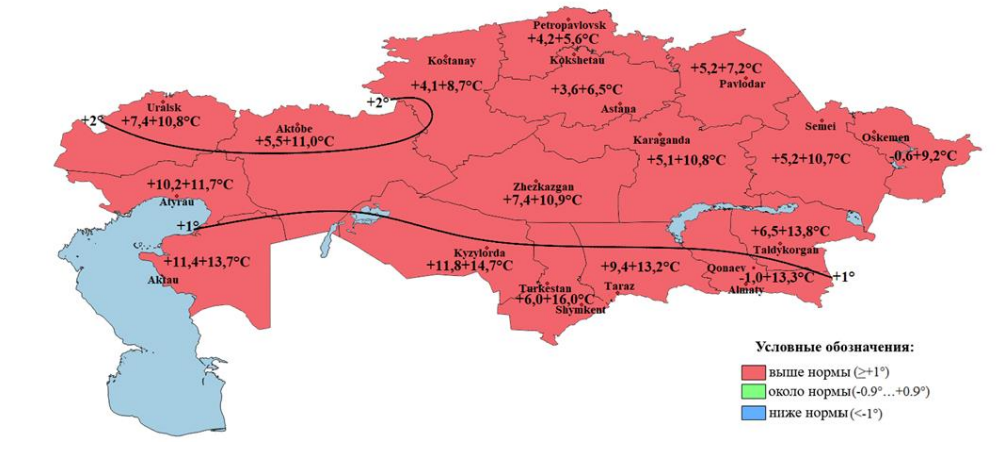 Petropavlovsk
+4,2+5,6°C
Kökshetau
Kostanay
+4,1+8,7°C
+5,2+7,2°C
Pavlodar
+3,6+6,5°C
Astana
+2°
+2°
Uralsk
+7,4+10,8°C
Aktöbe
+5,5+11,0°C
Semei
Oskemen
-0,6+9,2°C
Karaganda
+5,1+10,8°C
+5,2+10,7°C
Zhezkazgan
+7,4+10,9°C
+10,2+11,7°C
Atyrau
+1°
+6,5+13,8°C
Taldykorgan
Kyzylorda
+11,8+14,7°C
+11,4+13,7°C
Aktau
+9,4+13,2°C
Taraz
Qonaev
-1,0+13,3°C
Almaty
+1°
Turkestan
+6,0+16,0°C
Shymkent
Условные обозначения:
выше нормы (≥+1°)
около нормы(-0.9°…+0.9°)
ниже нормы(<-1°)